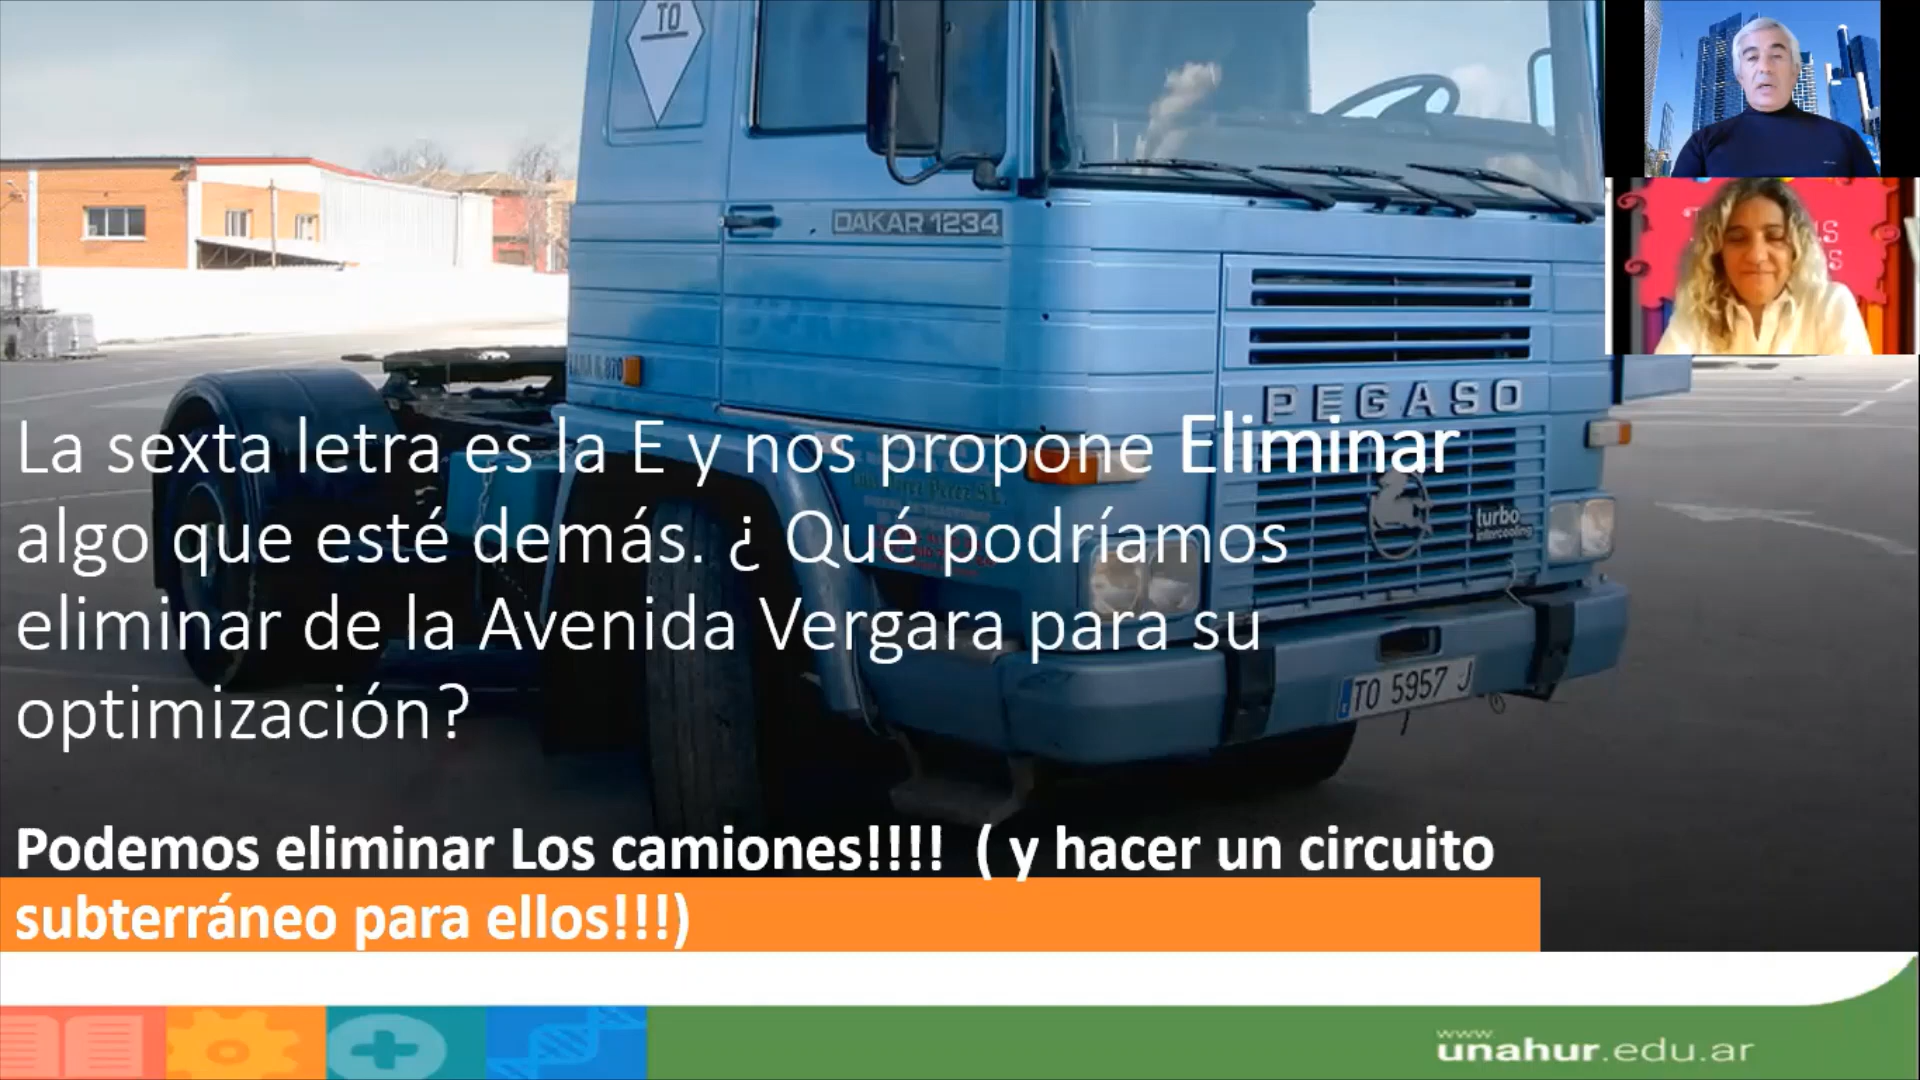 TO
DAKAR 1234
PEGASO
turbo
intercooling
TO 5957 J
La sexta letra es la E y nos propone Eliminar
algo que esté demás. ¿ Qué podríamos
eliminar de la Avenida Vergara para su
optimización?
Podemos eliminar Los camiones!!!! ( y hacer un circuito
subterráneo para ellos!!!)
www.
unahur.edu.ar